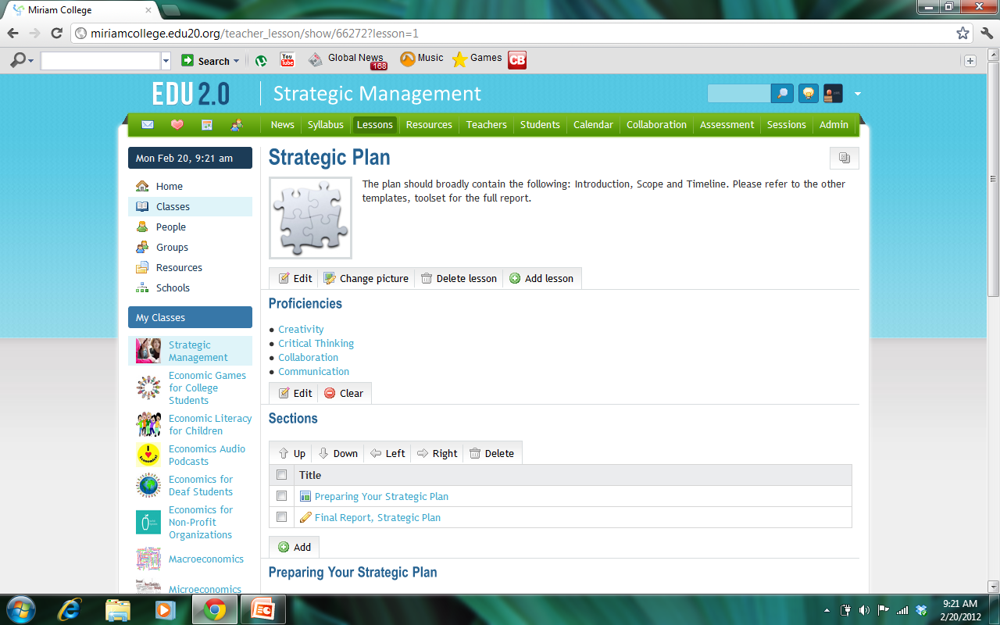 Miriam College
miriamcollege.edu20.org/teacher_lesson/show/66272?lesson=1
Search
You
Tube
Global News
168
Music
Games
CB
EDU 2.0
Strategic Management
News Syllabus Lessons Resources Teachers Students Calendar Collaboration Assessment Sessions Admin
Mon Feb 20, 9:21 am
Home
Classes
People
Groups
Resources
Schools
My Classes
Strategic
Management
Economic Games
for College
Students
Economic Literacy
for Children
Economics Audio
Podcasts
Economics for
Deaf Students
Economics for
Non-Profit
Organizations
Macroeconomics
Microeconomics
Strategic Plan
The plan should broadly contain the following: Introduction, Scope and Timeline. Please refer to the other
templates, toolset for the full report.
Edit Change picture Delete lesson Add lesson
Proficiencies
• Creativity
• Critical Thinking
• Collaboration
• Communication
Edit Clear
Sections
Up Down Left Right Delete
Title
Preparing Your Strategic Plan
Final Report, Strategic Plan
Add
Preparing Your Strategic Plan
9:21 AM
2/20/2012